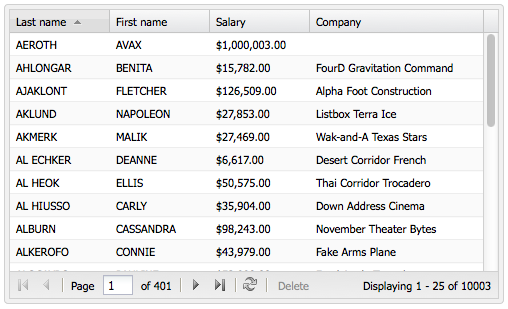 Last name First name Salary Company
AEROTH AVAX $1,000,003.00
AHLONGAR BENITA $15,782.00 FourD Gravitation Command
AJAKLONT FLETCHER $126,509.00 Alpha Foot Construction
AKLUND NAPOLEON $27,853.00 Listbox Terra Ice
AKMERK MALIK $27,469.00 Wak-and-A Texas Stars
AL ECHKER DEANNE $6,617.00 Desert Corridor French
AL HEOK ELLIS $50,575.00 Thai Corridor Trocadero
AL HIUSSO CARLY $35,904.00 Down Address Cinema
ALBURN CASSANDRA $98,243.00 November Theater Bytes
ALKEROFO CONNIE $43,979.00 Fake Arms Plane
Page 1 of 401 Delete Displaying 1 - 25 of 10003